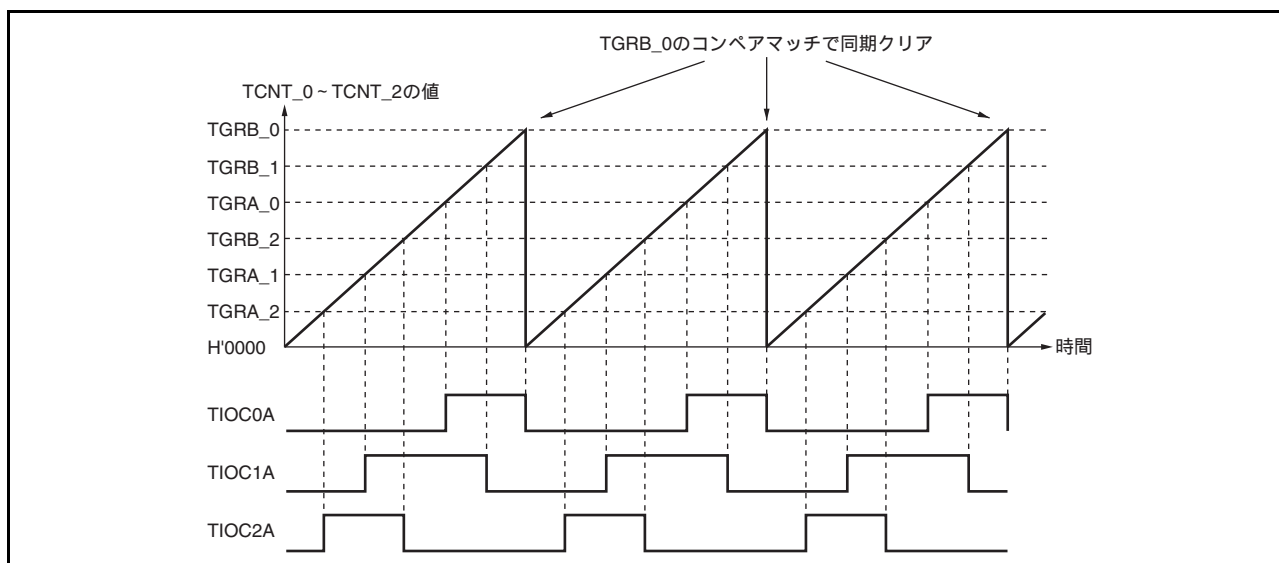 TGRB_0のコンペアマッチで同期クリア
TCNT_0~TCNT_2の値
TGRB_0
TGRB_1
TGRA_0
TGRB_2
TGRA_1
TGRA_2
H'0000
時間
TIOC0A
TIOC1A
TIOC2A